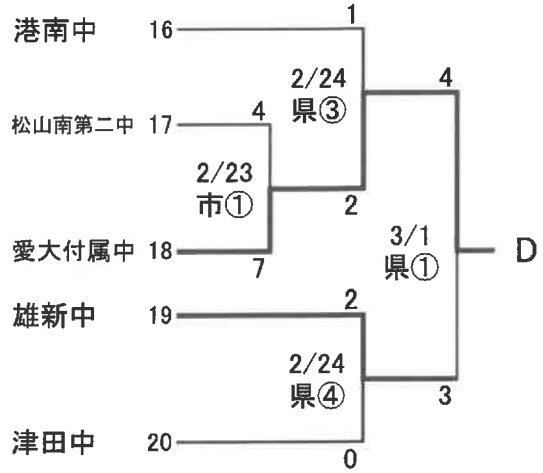 港南中 16
1
2/24
県③
4
松山南第二中 17
4
2/23
市①
2
愛大付属中 18
7
3/1
県①
D
雄新中 19
2
2/24
県④
3
津田中 20
0